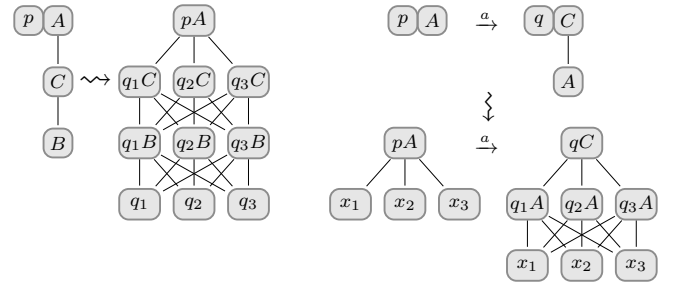 p A
C
B
pA
q₁C q₂C q₃C
q₁B q₂B q₃B
q₁ q₂ q₃
p A a q C
A
pA a qC
x₁ x₂ x₃
q₁A q₂A q₃A
x₁ x₂ x₃